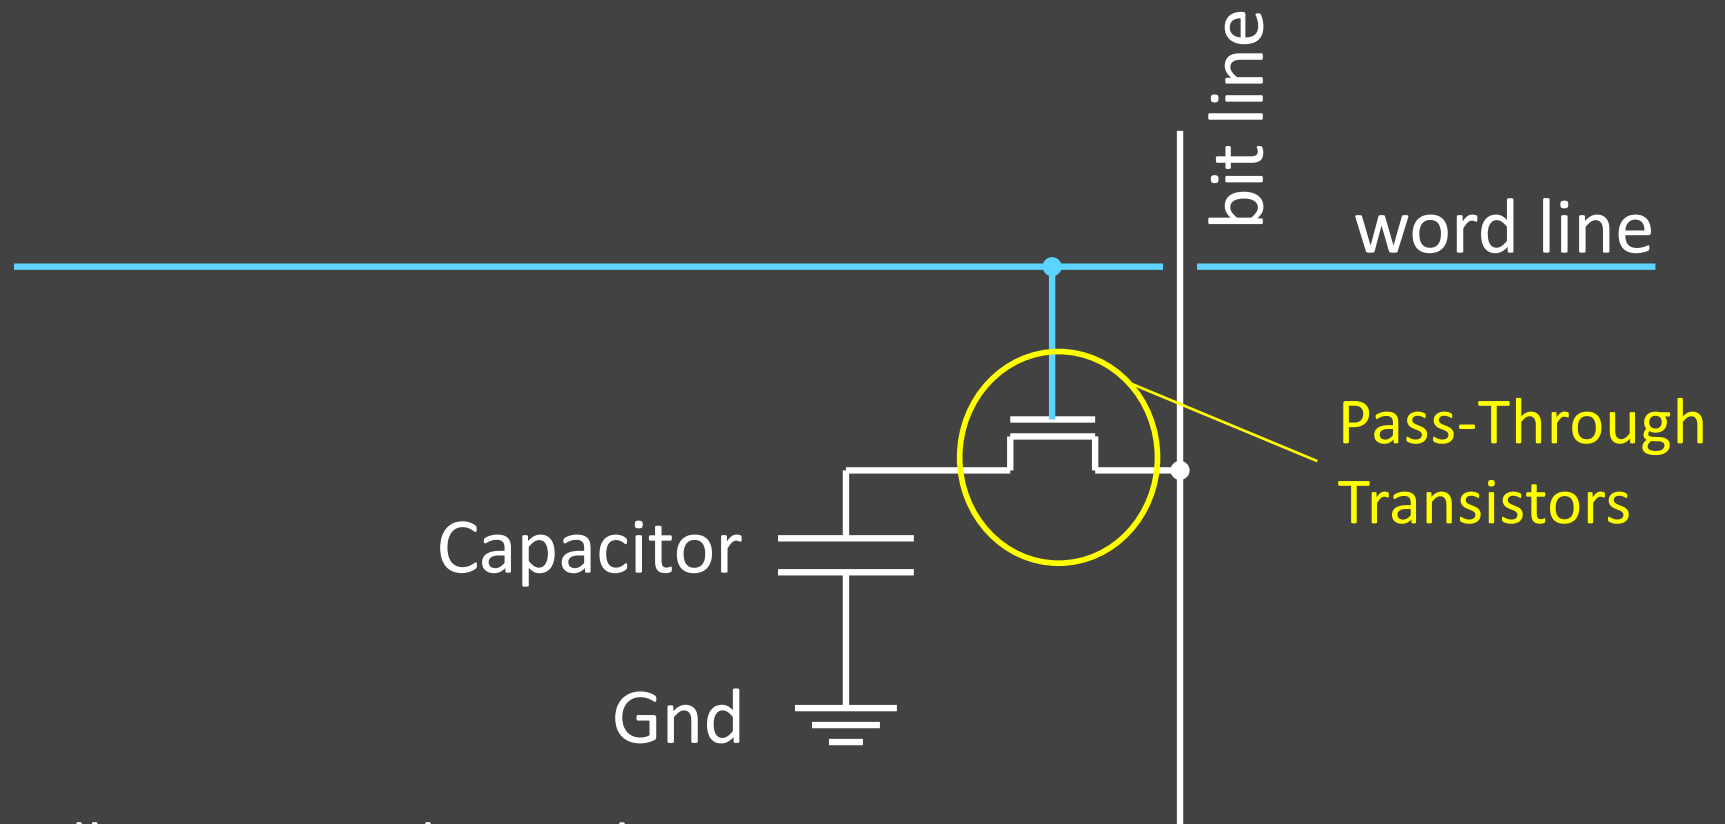 bit line
word line
Pass-Through
Transistors
Capacitor
Gnd